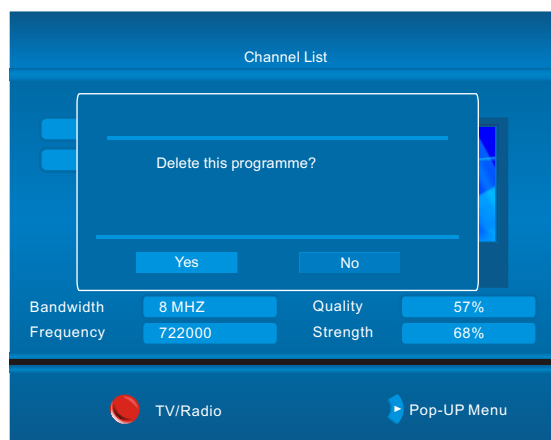 Channel List
Delete this programme?
Yes No
Bandwidth 8 MHZ Quality 57%
Frequency 722000 Strength 68%
TV/Radio Pop-UP Menu